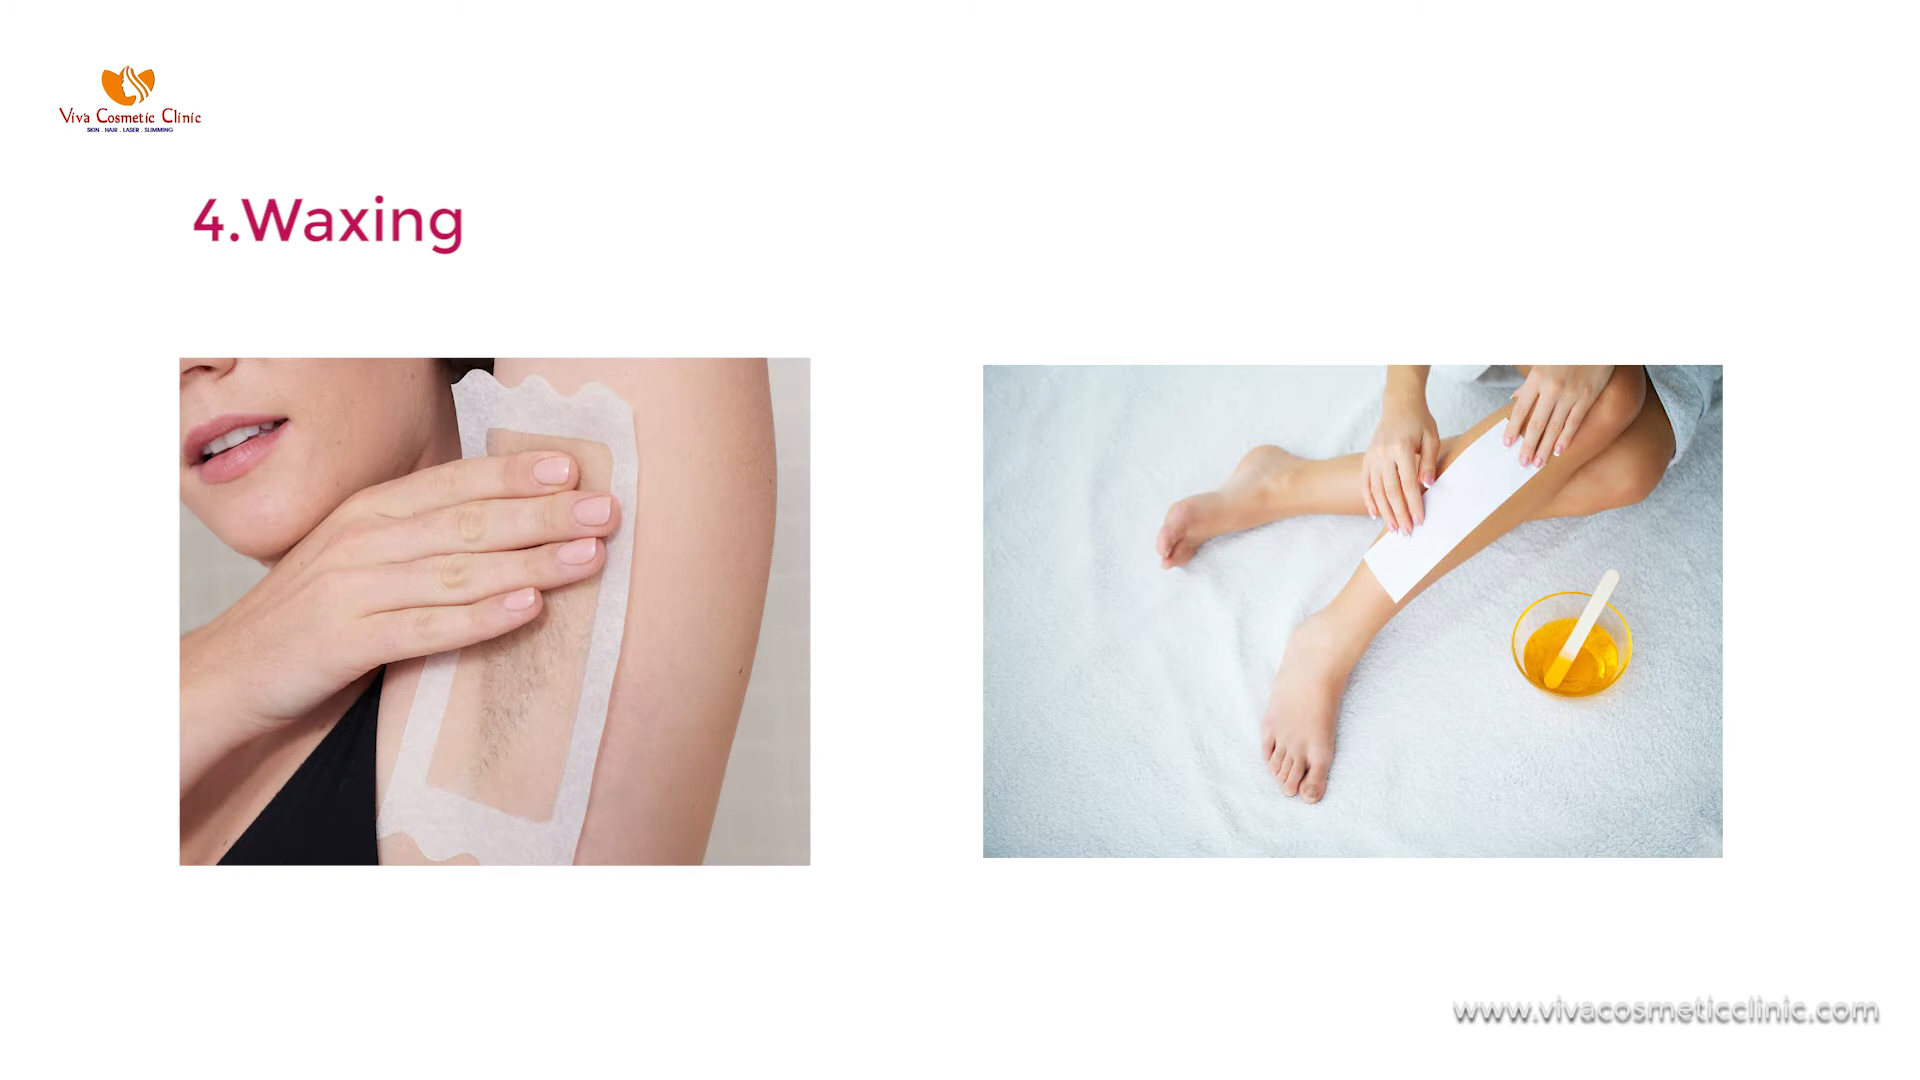 Viva Cosmetic Clinic
SKIN . HAIR . LASER . SLIMMING
4.Waxing
www.vivacosmeticclinic.com